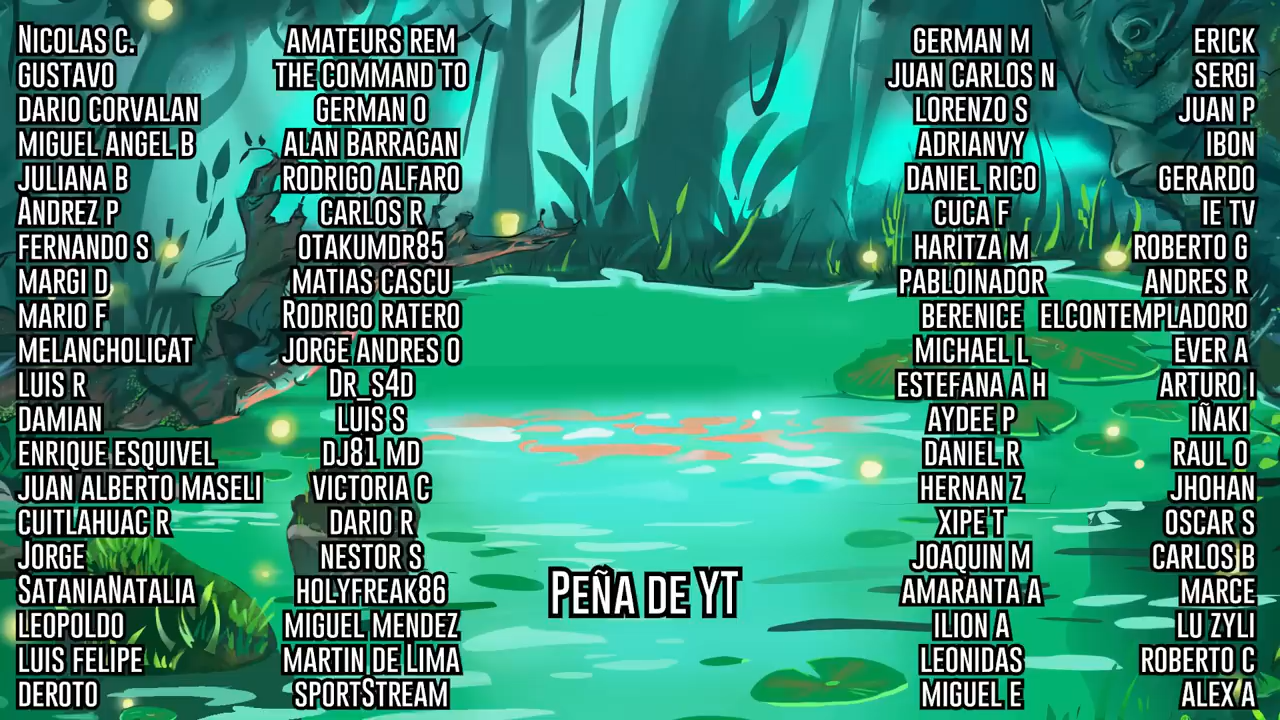 Nicolas C.
GUSTAVO
DARIO CORVALAN
MIGUEL ANGEL B
JULIANA B
ANDREZ P
FERNANDO S
MARGI D
MARIO F
MELANCHOLICAT
LUIS R
DAMIAN
ENRIQUE ESQUIVEL
JUAN ALBERTO MASELI
CUITLAHUAC R
Jorge
SataniaNatalia
LEOPOLDO
LUIS FELIPE
DEROTO
AMATEURS REM
THE COMMAND TO
GERMAN O
ALAN BARRAGAN
RODRIGO ALFARO
CARLOS R
OTAKUMDR85
MATIAS CASCU
Rodrigo ratero
JORGE ANDRES O
Dr_s4d
LUIS S
DJ81 MD
VICTORIA C
DARIO R
NESTOR S
HOLYFREAK86
MIGUEL MENDEZ
MARTIN DE LIMA
SPORTSTREAM
Peña de YT
GERMAN M
JUAN CARLOS N
LORENZO S
ADRIANVY
DANIEL RICO
CUCA F
HARITZA M
PABLOINADOR
BERENICE
MICHAEL L
ESTEFANA A H
AYDEE P
DANIEL R
HERNAN Z
XIPE T
JOAQUIN M
AMARANTA A
ILION A
LEONIDAS
MIGUEL E
ERICK
SERGI
JUAN P
IBON
GERARDO
IE TV
ROBERTO G
ANDRES R
ELCONTEMPLADORO
EVER A
ARTURO I
IÑAKI
RAUL O
JHOHAN
OSCAR S
CARLOS B
MARCE
LU ZYLI
ROBERTO C
ALEX A